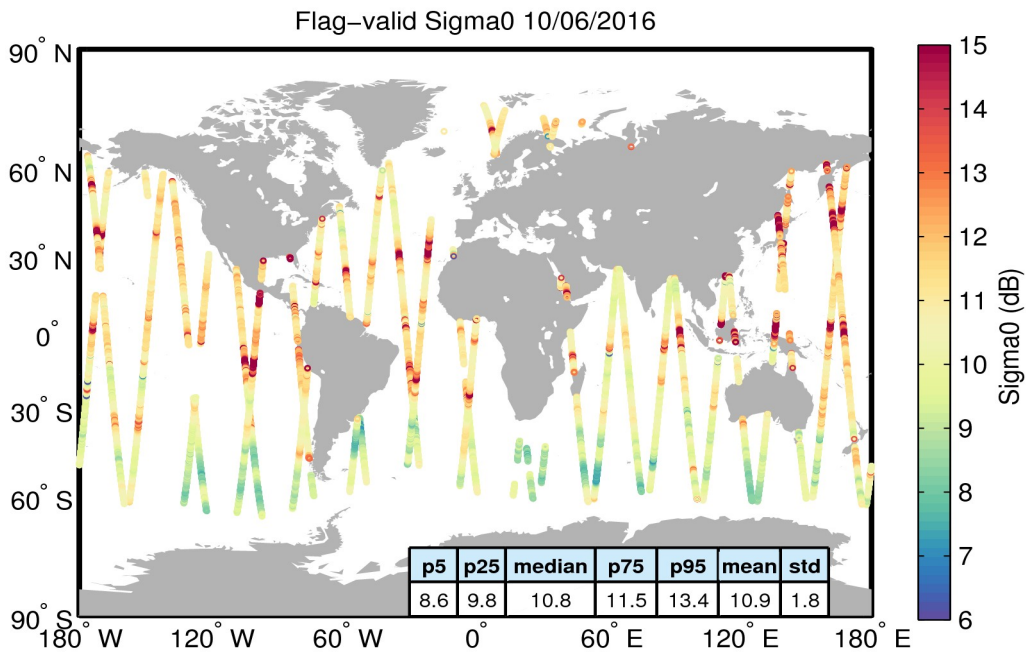 Flag−valid Sigma0 10/06/2016
90° N
60° N
30° N
0°
30° S
60° S
90° S
180° W
120° W
60° W
0°
60° E
120° E
180° E
p5 p25 median p75 p95 mean std
8.6 9.8 10.8 11.5 13.4 10.9 1.8
15
14
13
12
11
10
9
8
7
6
Sigma0 (dB)